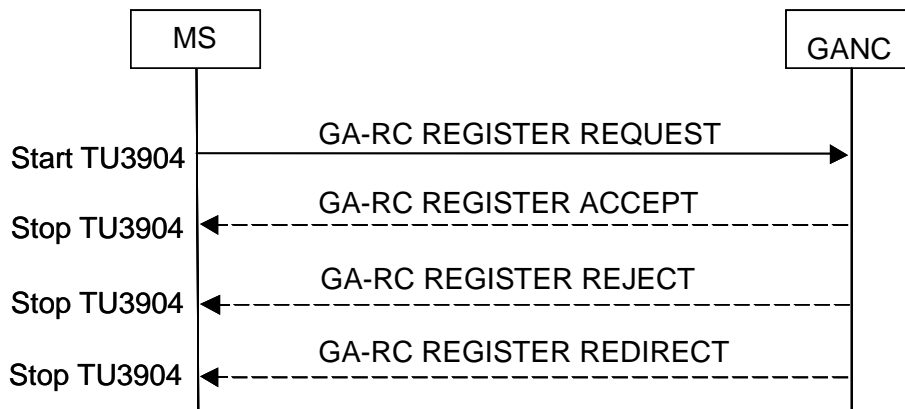 MS
GANC
GA-RC REGISTER REQUEST
Start TU3904
GA-RC REGISTER ACCEPT
Stop TU3904
GA-RC REGISTER REJECT
Stop TU3904
GA-RC REGISTER REDIRECT
Stop TU3904